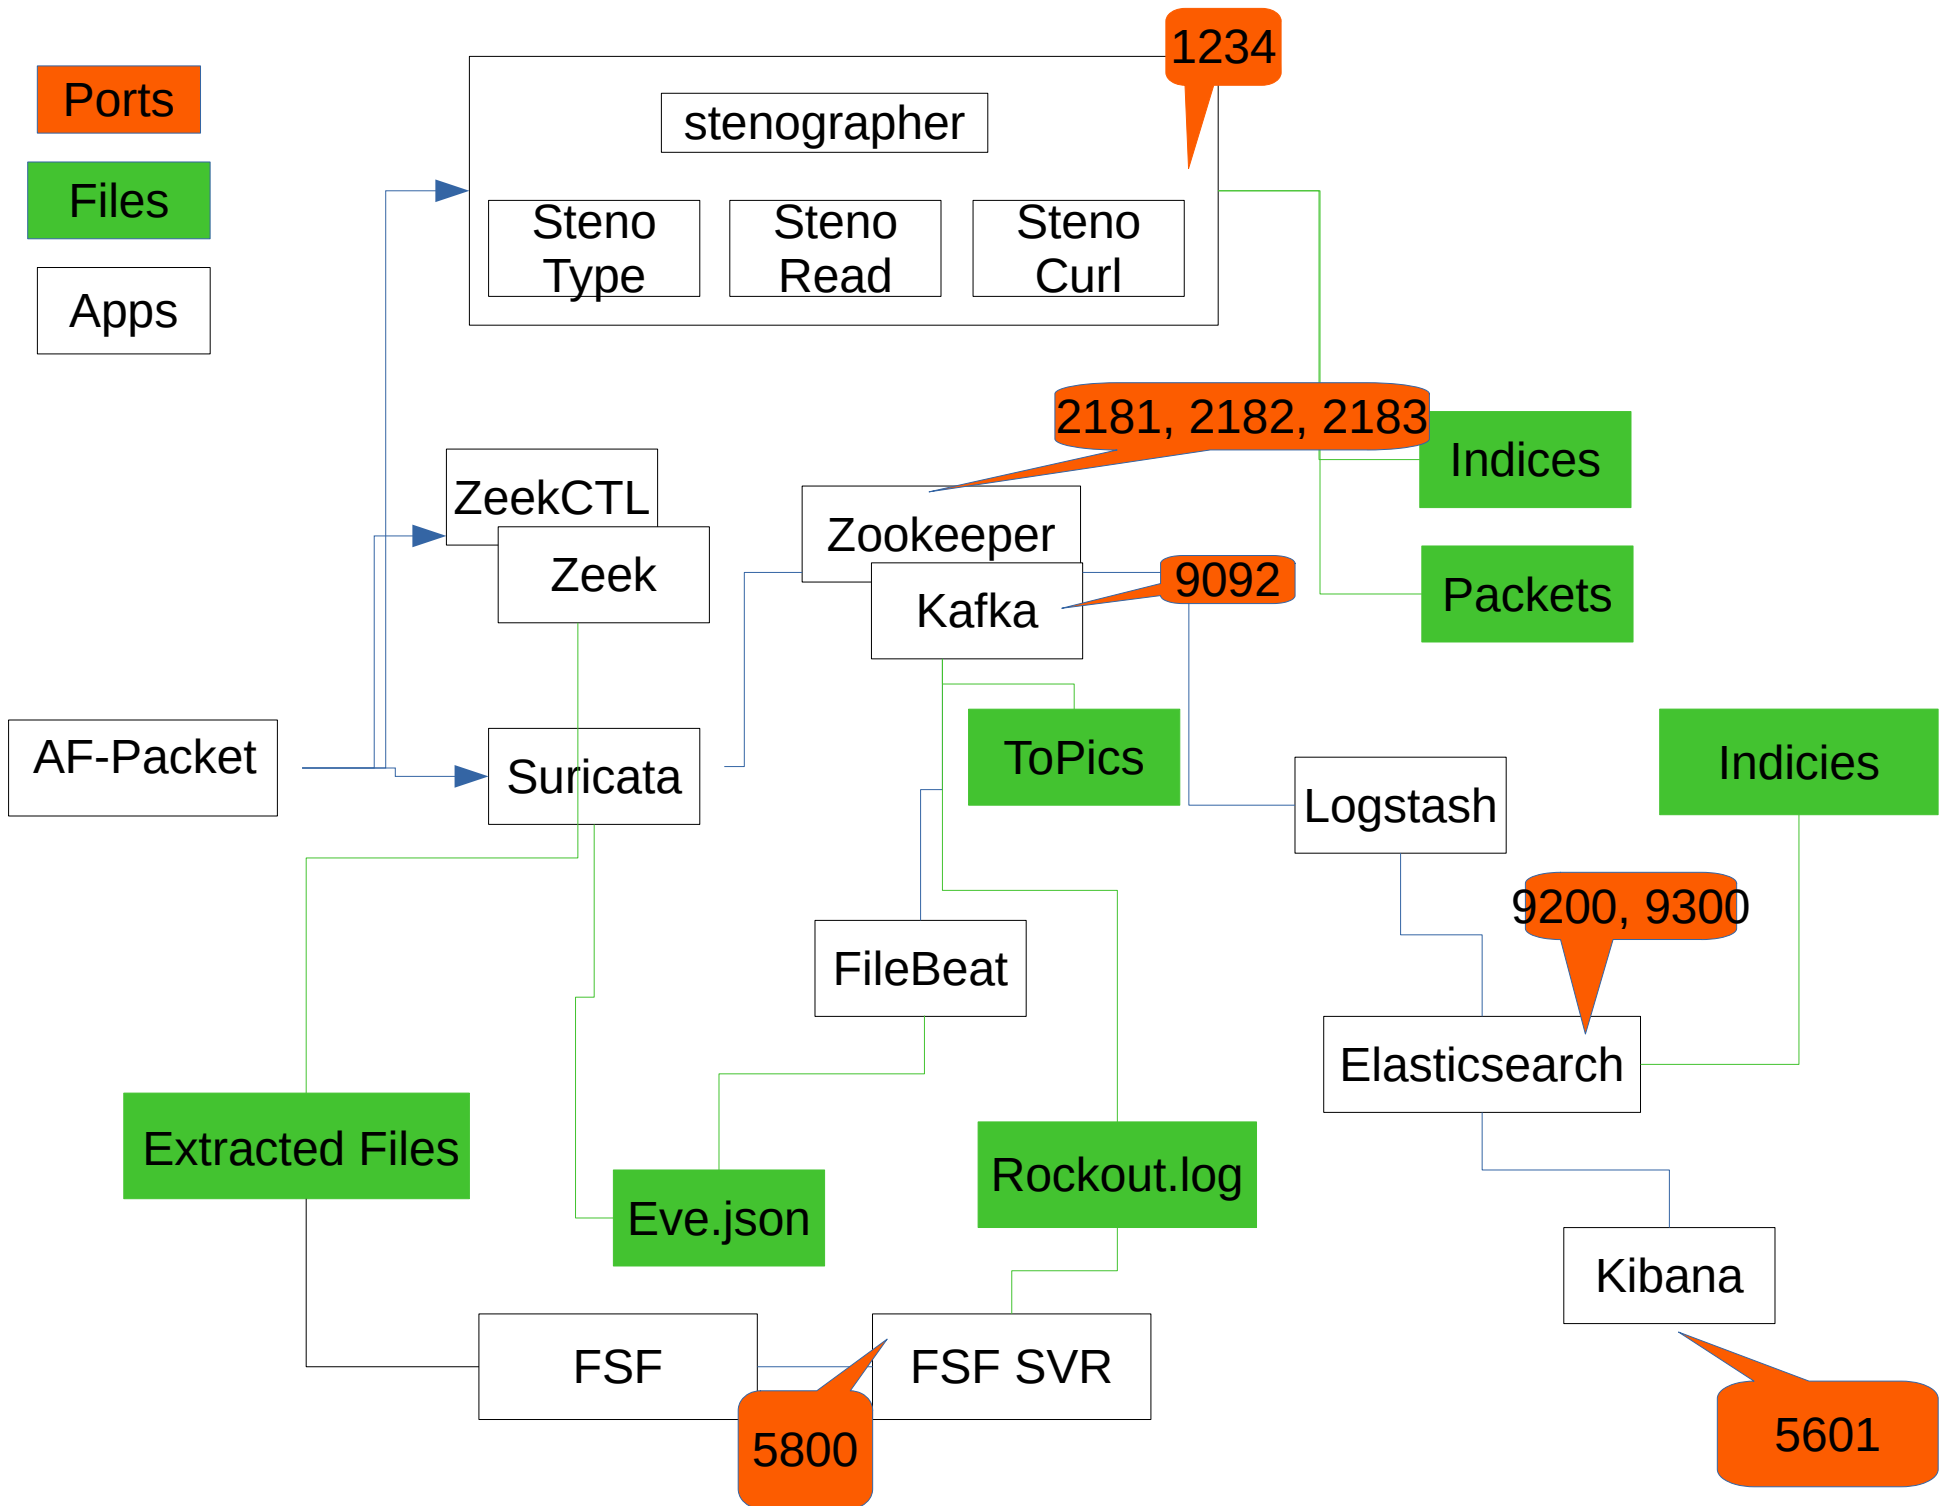 1234
Ports
stenographer
Files
Steno
Type
Steno
Read
Steno
Curl
Apps
2181, 2182, 2183
Indices
ZeekCTL
Zookeeper
Zeek
9092
Kafka
Packets
AF-Packet
Suricata
ToPics
Indicies
Logstash
9200, 9300
FileBeat
Elasticsearch
Extracted Files
Rockout.log
Eve.json
Kibana
FSF
FSF SVR
5800
5601